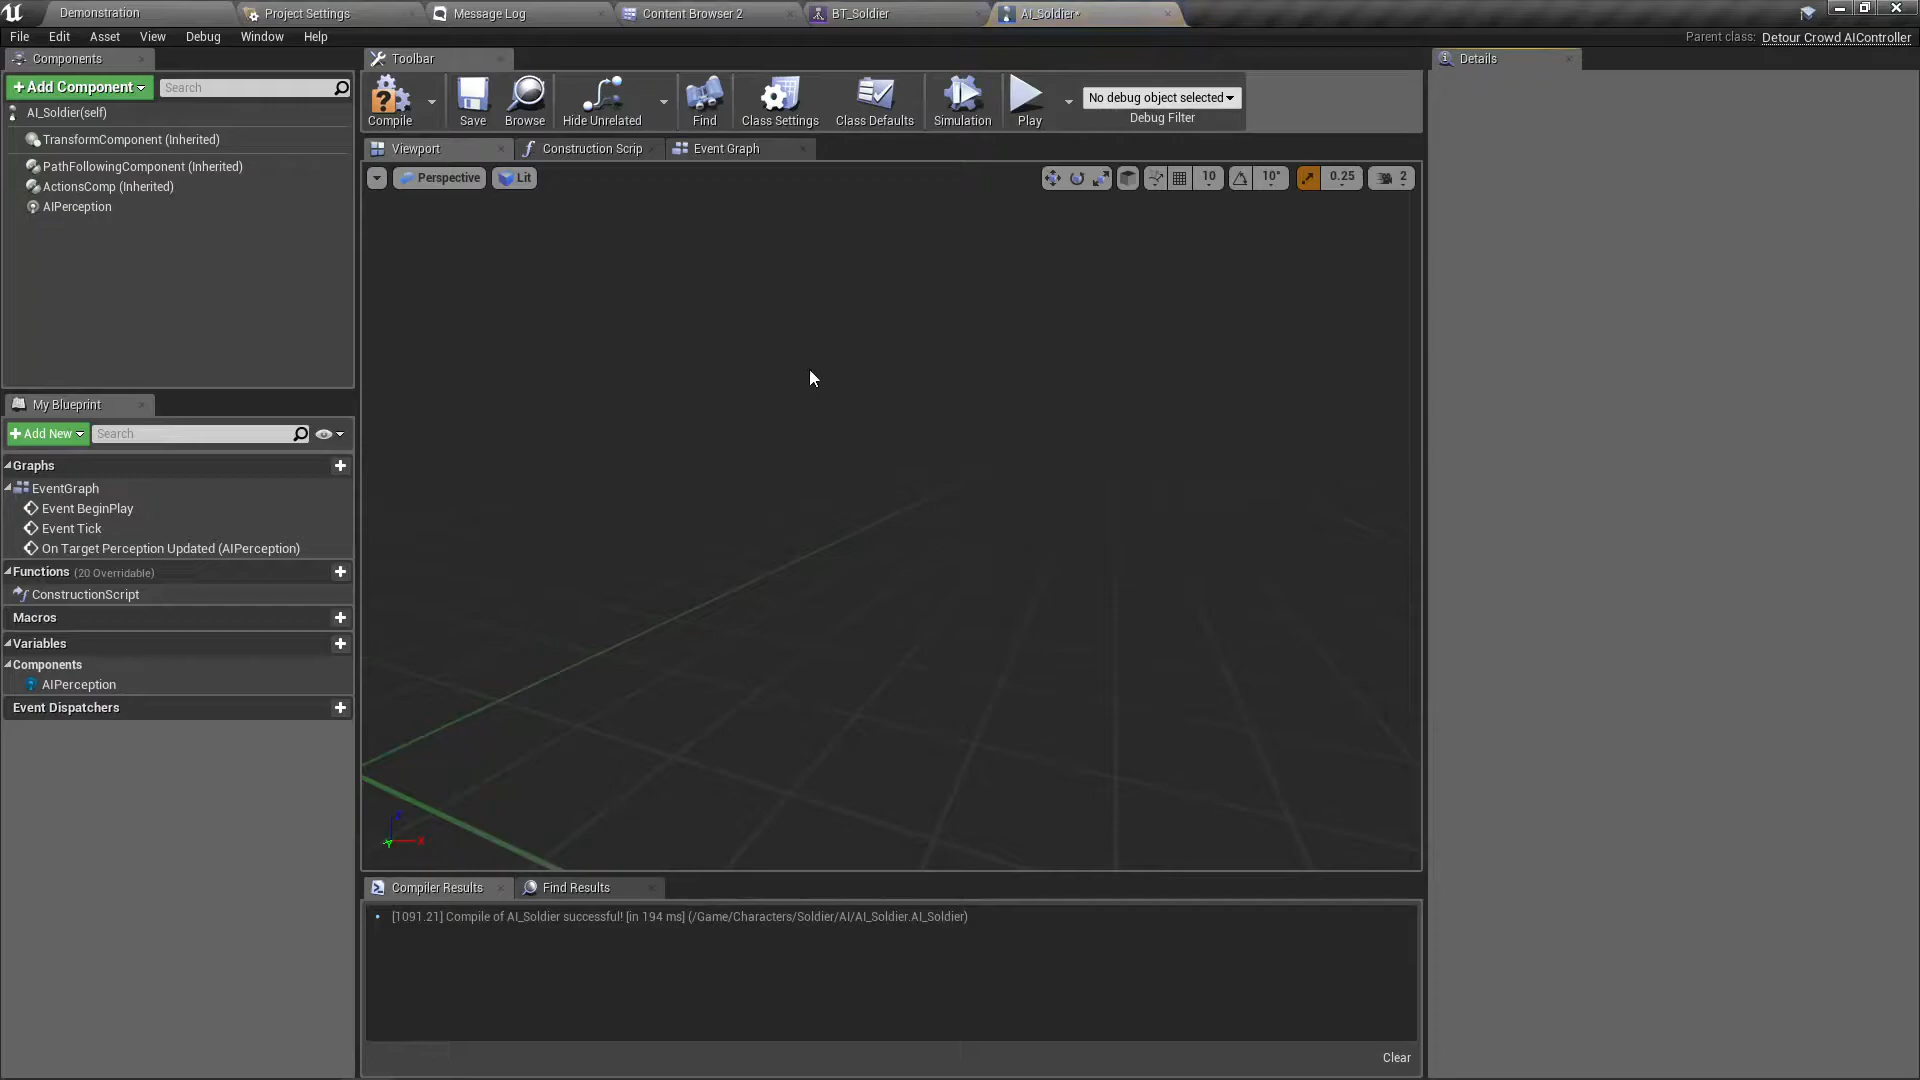 Demonstration
Project Settings
Message Log
Content Browser 2
BT_Soldier
AI_Soldier•
File Edit Asset View Debug Window Help
Parent class: Detour Crowd AIController
Components
+ Add Component
Search
AI_Soldier(self)
TransformComponent (Inherited)
PathFollowingComponent (Inherited)
ActionsComp (Inherited)
AIPerception
My Blueprint
+ Add New
Search
Graphs
EventGraph
Event BeginPlay
Event Tick
On Target Perception Updated (AIPerception)
Functions (20 Overridable)
ConstructionScript
Macros
Variables
Components
AIPerception
Event Dispatchers
Toolbar
Compile
Save
Browse
Hide Unrelated
Find
Class Settings
Class Defaults
Simulation
Play
No debug object selected
Debug Filter
Viewport
Construction Scrip
Event Graph
Perspective
Lit
10
10°
0.25
2
X
Compiler Results
Find Results
[1091.21] Compile of AI_Soldier successful! [in 194 ms] (/Game/Characters/Soldier/AI/AI_Soldier.AI_Soldier)
Clear
Details